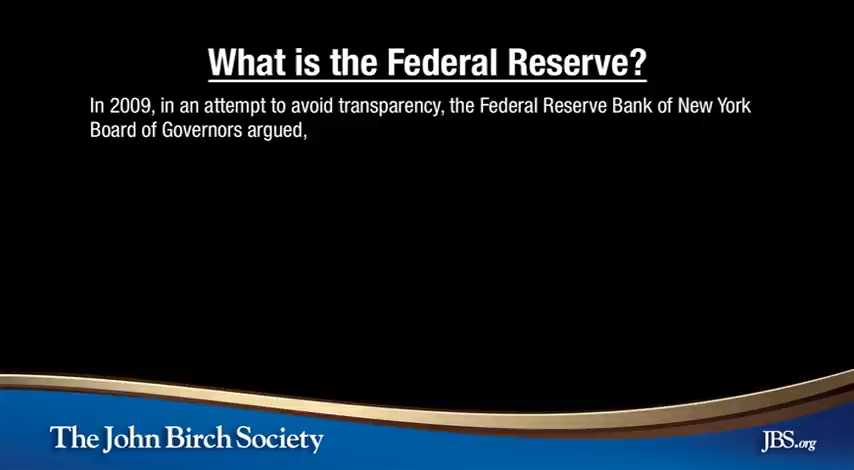 What is the Federal Reserve?
In 2009, in an attempt to avoid transparency, the Federal Reserve Bank of New York
Board of Governors argued,
The John Birch Society
JBS.org